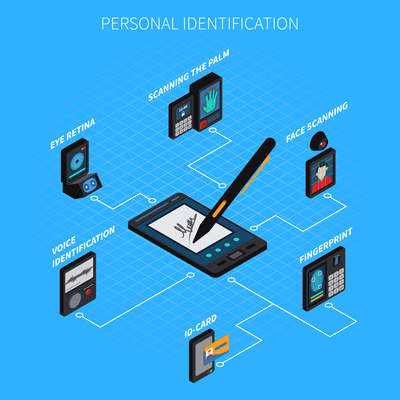 PERSONAL IDENTIFICATION
SCANNING THE PALM
EYE RETINA
FACE SCANNING
VOICE
IDENTIFICATION
FINGERPRINT
ID-CARD